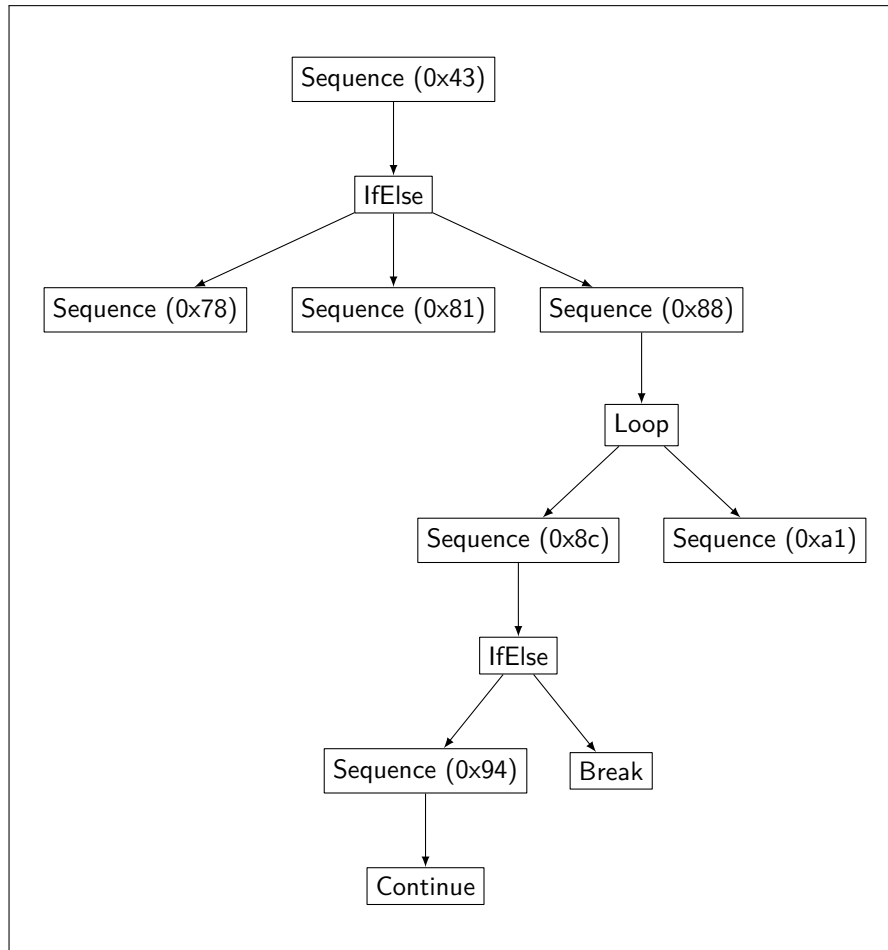 Sequence (0x43)
IfElse
Sequence (0x78)
Sequence (0x81)
Sequence (0x88)
Loop
Sequence (0x8c)
Sequence (0xa1)
IfElse
Sequence (0x94)
Break
Continue